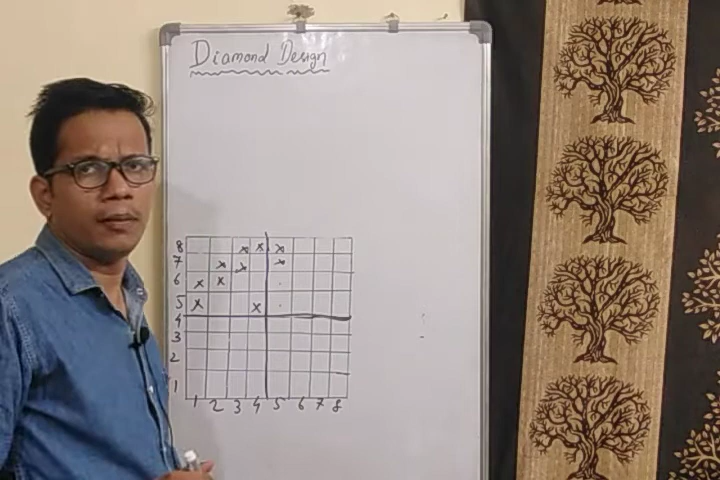 Diamond Design
8 x x x
7 x x x
6 x x
5 x x
4
3
2
1
1 2 3 4 5 6 7 8